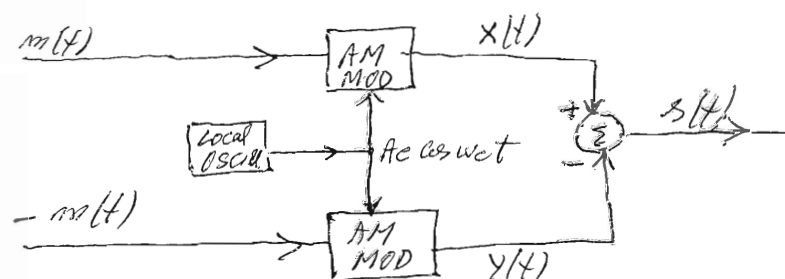 m(t)
AM
MOD
x(t)
+
Σ
s(t)
-
LOCAL
OSCILL
Ac cos wct
- m(t)
AM
MOD
y(t)